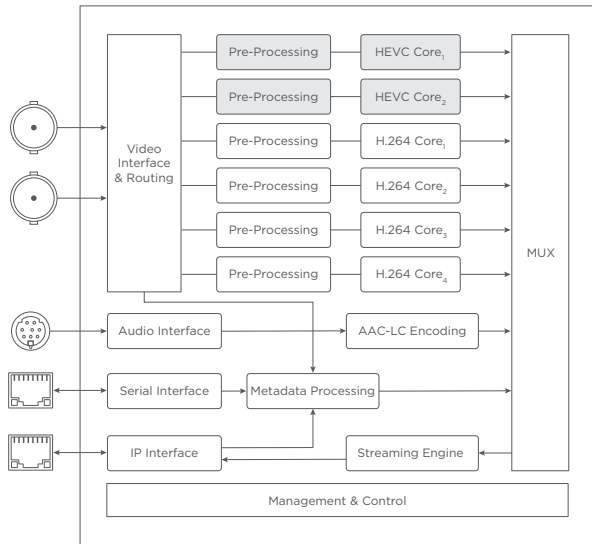 Pre-Processing HEVC Core₁
Pre-Processing HEVC Core₂
Pre-Processing H.264 Core₁
Video
Interface
& Routing
Pre-Processing H.264 Core₂
Pre-Processing H.264 Core₃
Pre-Processing H.264 Core₄
MUX
Audio Interface AAC-LC Encoding
Serial Interface Metadata Processing
IP Interface Streaming Engine
Management & Control